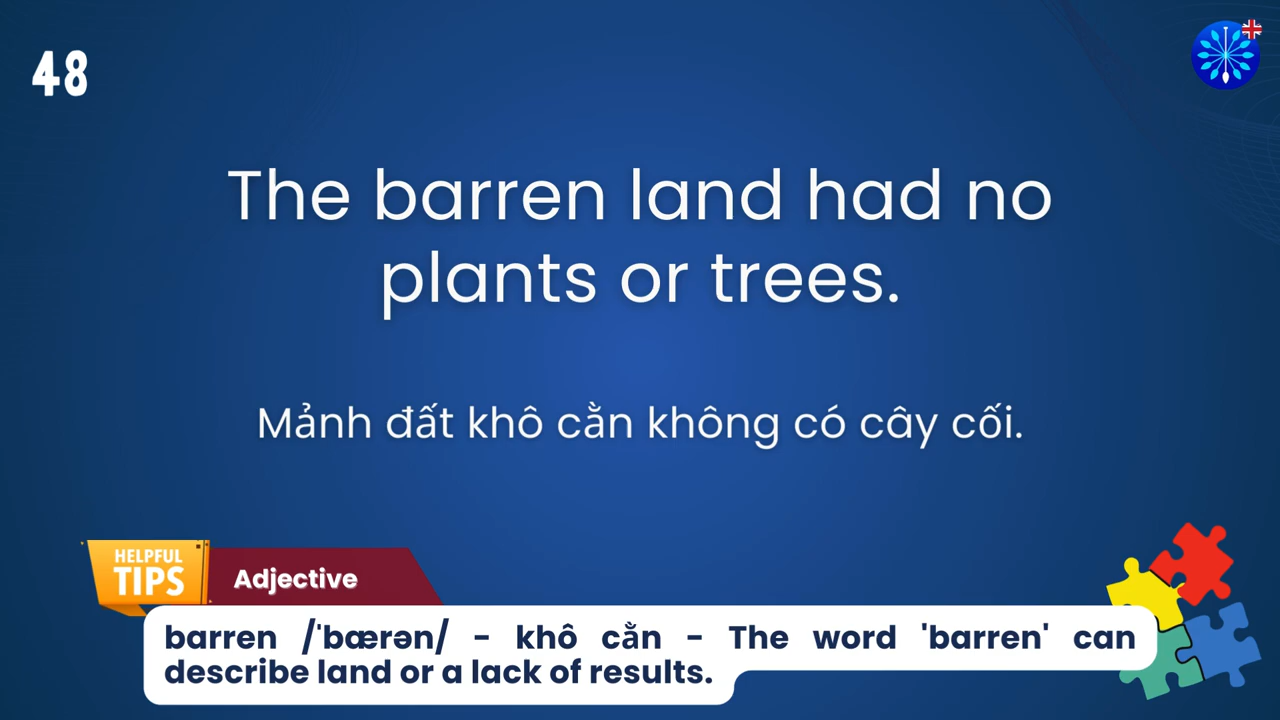 48
The barren land had no
plants or trees.
Mảnh đất khô cằn không có cây cối.
HELPFUL
TIPS
Adjective
barren /ˈbærən/ - khô cằn - The word 'barren' can
describe land or a lack of results.